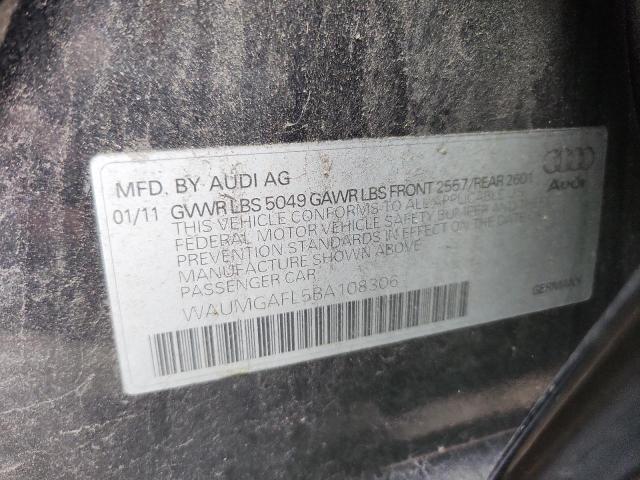 MFD. BY AUDI AG
01/11 GVWR LBS 5049 GAWR LBS FRONT 2557/REAR 2601
THIS VEHICLE CONFORMS TO ALL APPLICABLE
FEDERAL MOTOR VEHICLE SAFETY BUMPER AND THEFT
PREVENTION STANDARDS IN EFFECT ON THE DATE OF
MANUFACTURE SHOWN ABOVE
PASSENGER CAR
WAUMGAFL5BA108306
Audi
GERMANY